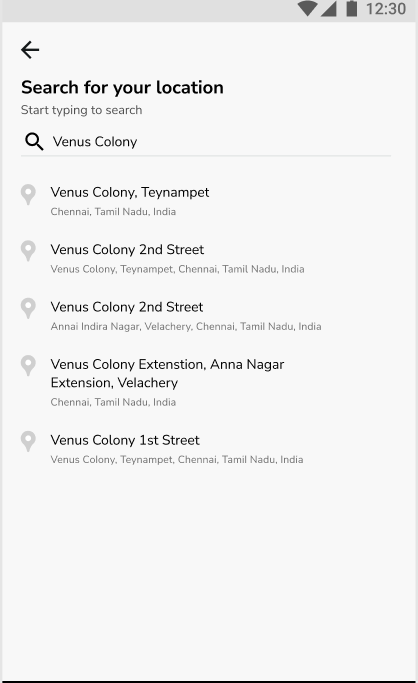 12:30
Search for your location
Start typing to search
Venus Colony
Venus Colony, Teynampet
Chennai, Tamil Nadu, India
Venus Colony 2nd Street
Venus Colony, Teynampet, Chennai, Tamil Nadu, India
Venus Colony 2nd Street
Annai Indira Nagar, Velachery, Chennai, Tamil Nadu, India
Venus Colony Extenstion, Anna Nagar
Extension, Velachery
Chennai, Tamil Nadu, India
Venus Colony 1st Street
Venus Colony, Teynampet, Chennai, Tamil Nadu, India